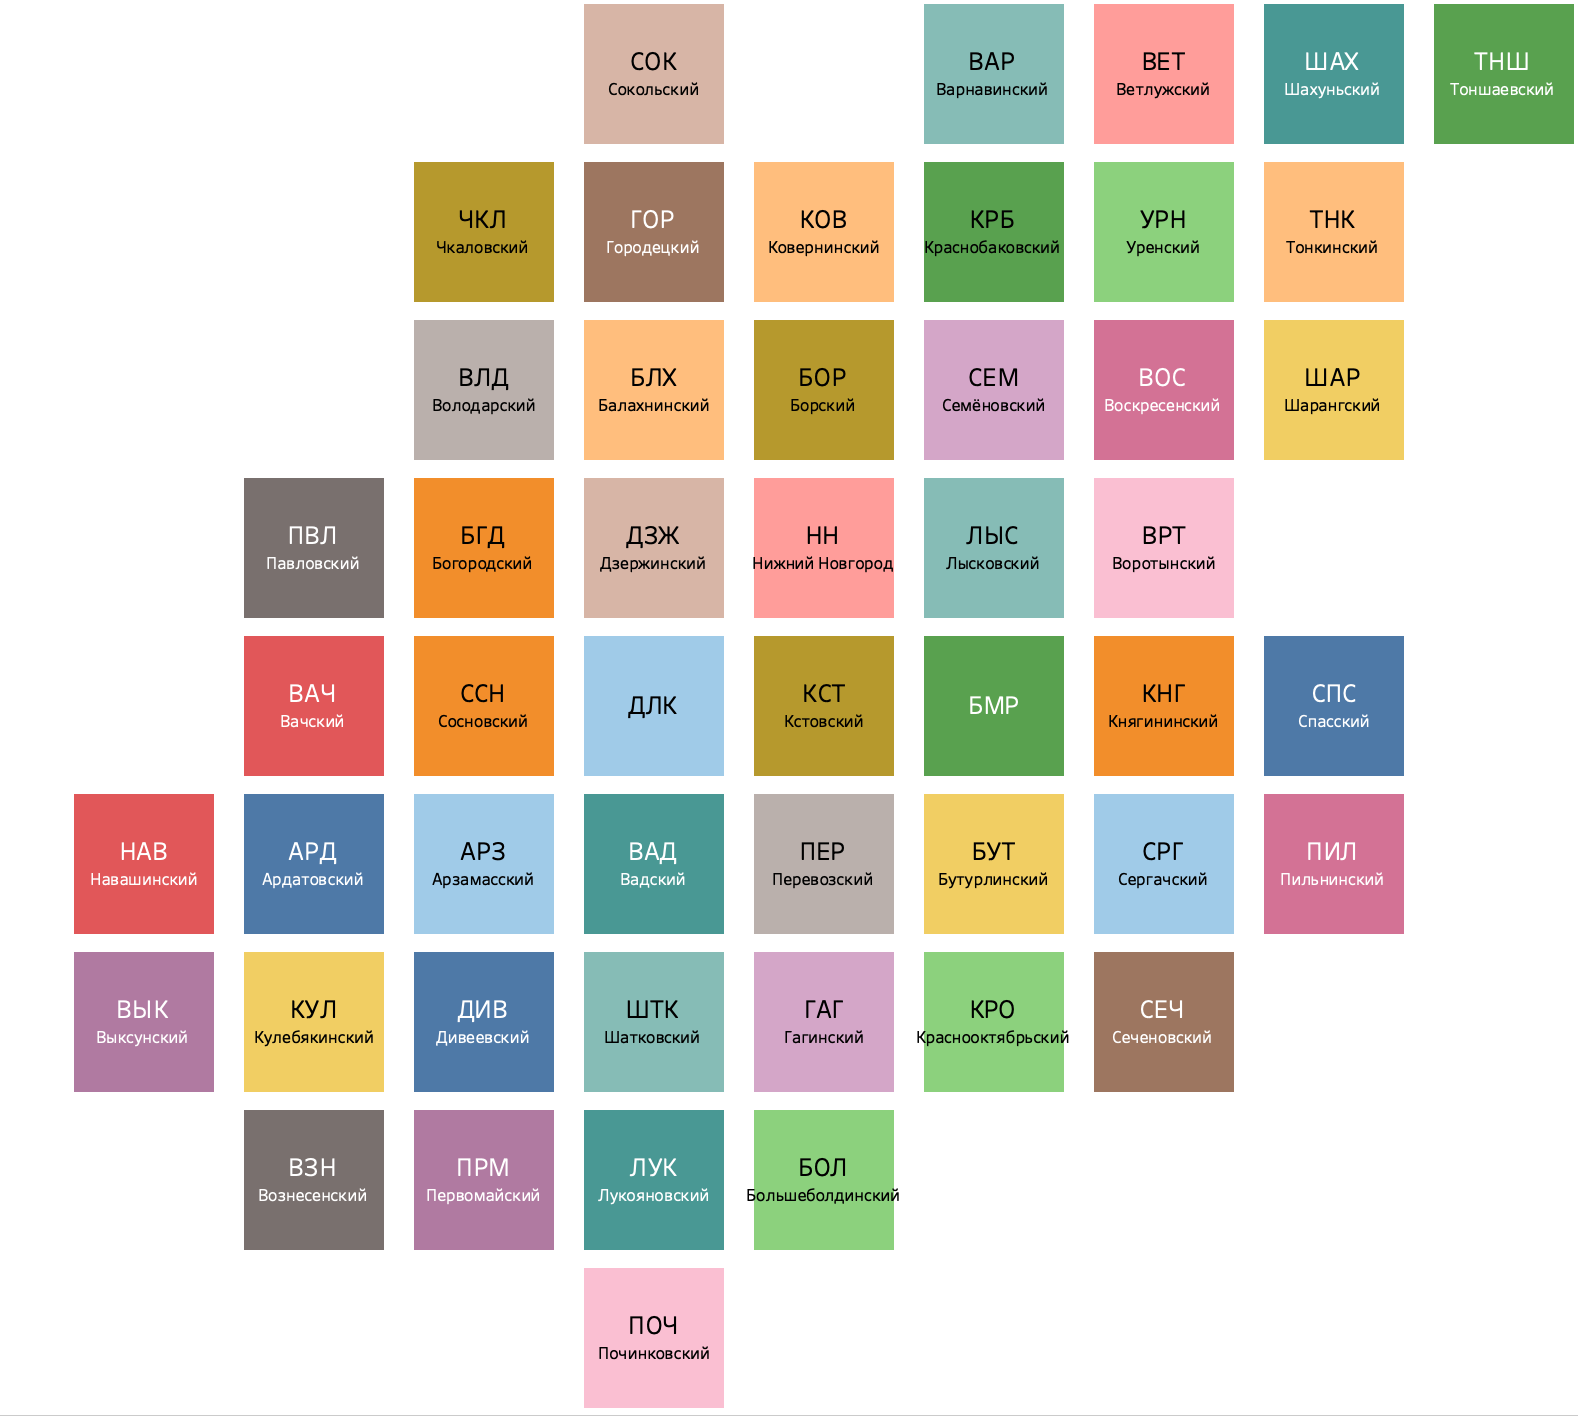 СОК
Сокольский
ВАР
Варнавинский
ВЕТ
Ветлужский
ШАХ
Шахуньский
ТНШ
Тоншаевский
ЧКЛ
Чкаловский
ГОР
Городецкий
КОВ
Ковернинский
КРБ
Краснобаковский
УРН
Уренский
ТНК
Тонкинский
ВЛД
Володарский
БЛХ
Балахнинский
БОР
Борский
СЕМ
Семёновский
ВОС
Воскресенский
ШАР
Шарангский
ПВЛ
Павловский
БГД
Богородский
ДЗЖ
Дзержинский
НН
Нижний Новгород
ЛЫС
Лысковский
ВРТ
Воротынский
ВАЧ
Вачский
ССН
Сосновский
ДЛК
КСТ
Кстовский
БМР
КНГ
Княгининский
СПС
Спасский
НАВ
Навашинский
АРД
Ардатовский
АРЗ
Арзамасский
ВАД
Вадский
ПЕР
Перевозский
БУТ
Бутурлинский
СРГ
Сергачский
ПИЛ
Пильнинский
ВЫК
Выксунский
КУЛ
Кулебякинский
ДИВ
Дивеевский
ШТК
Шатковский
ГАГ
Гагинский
КРО
Краснооктябрьский
СЕЧ
Сеченовский
ВЗН
Вознесенский
ПРМ
Первомайский
ЛУК
Лукояновский
БОЛ
Большеболдинский
ПОЧ
Починковский